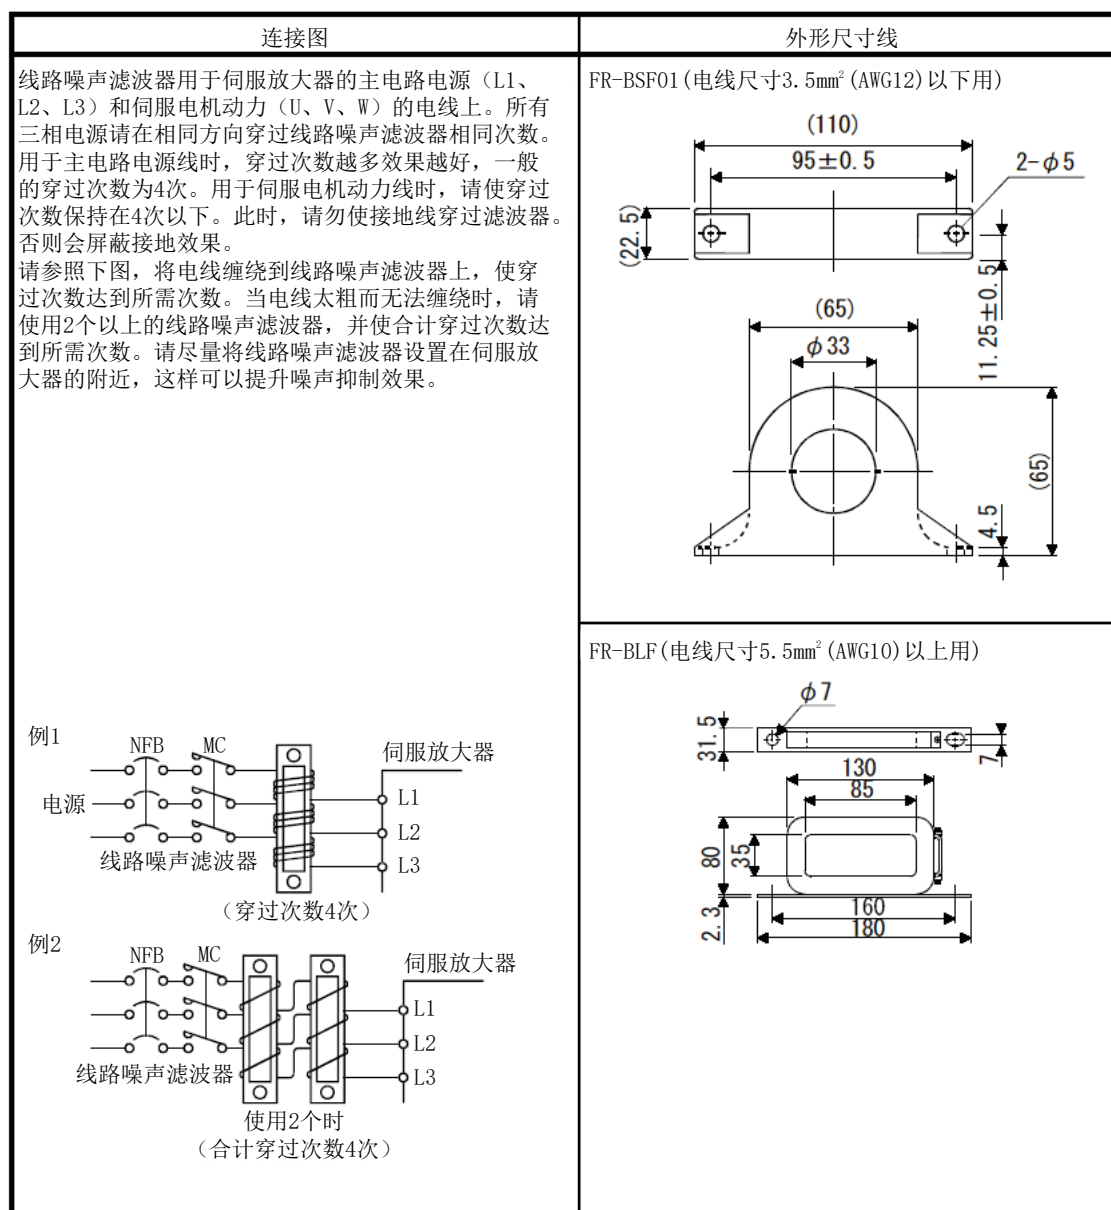 连接图
外形尺寸线
线路噪声滤波器用于伺服放大器的主电路电源（L1、
L2、L3）和伺服电机动力（U、V、W）的电线上。所有
三相电源请在相同方向穿过线路噪声滤波器相同次数。
用于主电路电源线时，穿过次数越多效果越好，一般
的穿过次数为4次。用于伺服电机动力线时，请使穿过
次数保持在4次以下。此时，请勿使接地线穿过滤波器。
否则会屏蔽接地效果。
请参照下图，将电线缠绕到线路噪声滤波器上，使穿
过次数达到所需次数。当电线太粗而无法缠绕时，请
使用2个以上的线路噪声滤波器，并使合计穿过次数达
到所需次数。请尽量将线路噪声滤波器设置在伺服放
大器的附近，这样可以提升噪声抑制效果。
例1
NFB
MC
伺服放大器
电源
L1
L2
L3
线路噪声滤波器
（穿过次数4次）
例2
NFB
MC
伺服放大器
L1
L2
L3
线路噪声滤波器
使用2个时
（合计穿过次数4次）
FR-BSF01(电线尺寸3.5mm²(AWG12)以下用)
(110)
95±0.5
2-φ5
(22.5)
11.25±0.5
(65)
φ33
(65)
4.5
FR-BLF(电线尺寸5.5mm²(AWG10)以上用)
φ7
31.5
7
130
85
80
35
2.3
160
180